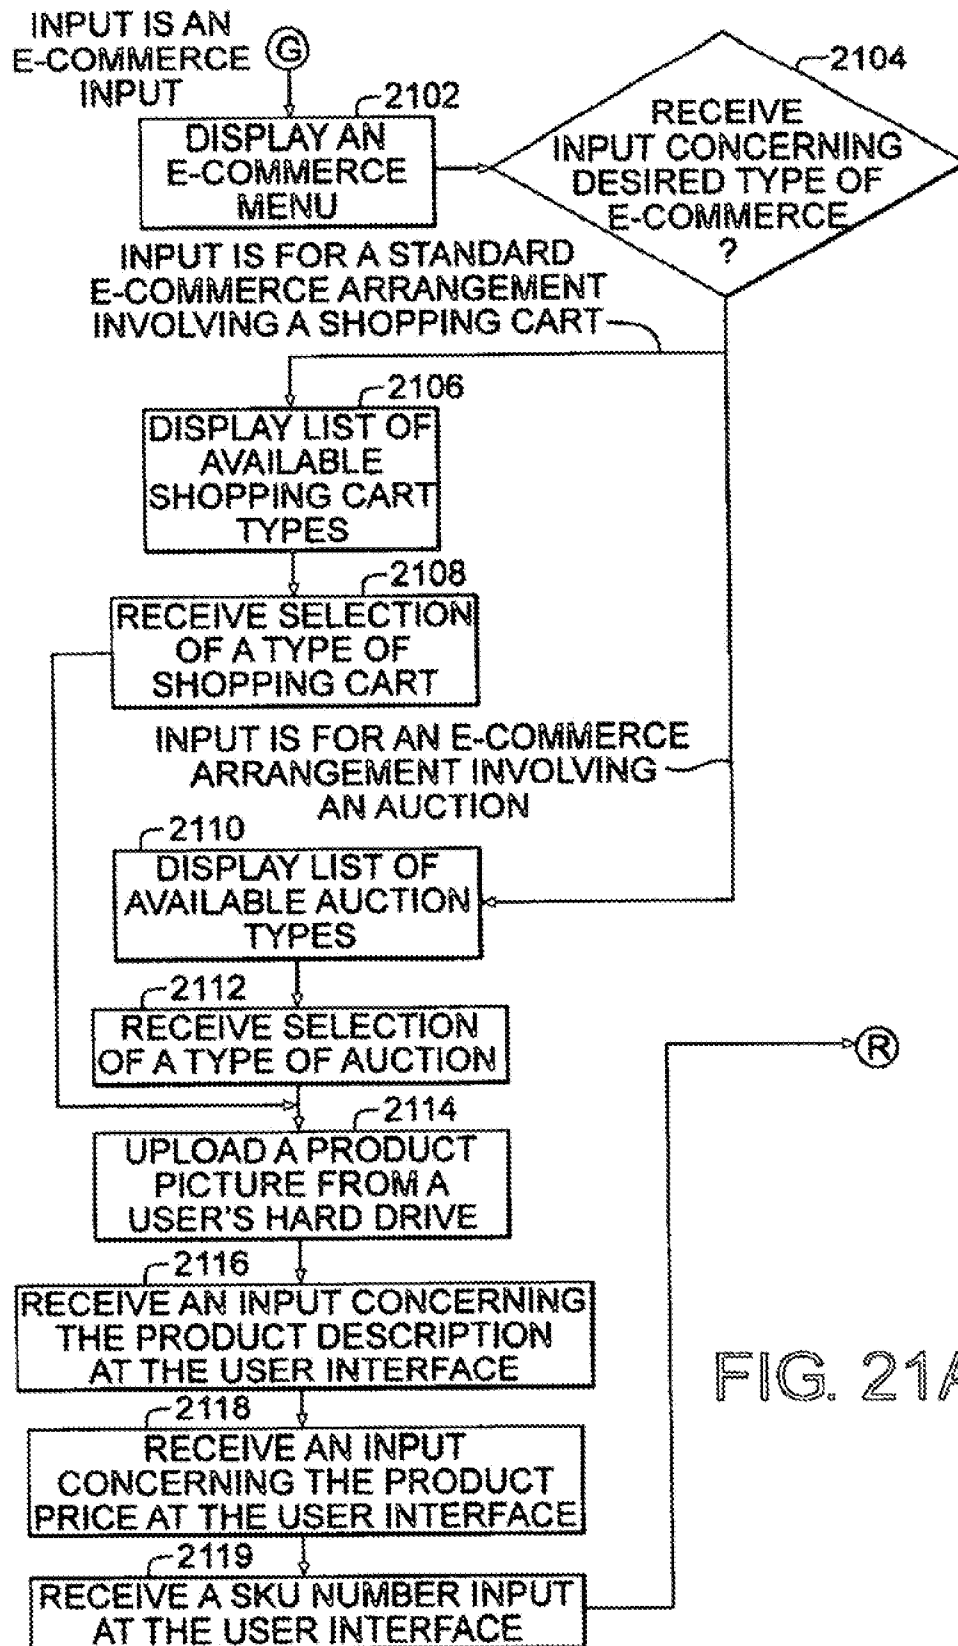 INPUT IS AN
E-COMMERCE
INPUT
G
2102
DISPLAY AN
E-COMMERCE
MENU
2104
RECEIVE
INPUT CONCERNING
DESIRED TYPE OF
E-COMMERCE
?
INPUT IS FOR A STANDARD
E-COMMERCE ARRANGEMENT
INVOLVING A SHOPPING CART
2106
DISPLAY LIST OF
AVAILABLE
SHOPPING CART
TYPES
2108
RECEIVE SELECTION
OF A TYPE OF
SHOPPING CART
INPUT IS FOR AN E-COMMERCE
ARRANGEMENT INVOLVING
AN AUCTION
2110
DISPLAY LIST OF
AVAILABLE AUCTION
TYPES
2112
RECEIVE SELECTION
OF A TYPE OF AUCTION
R
2114
UPLOAD A PRODUCT
PICTURE FROM A
USER'S HARD DRIVE
2116
RECEIVE AN INPUT CONCERNING
THE PRODUCT DESCRIPTION
AT THE USER INTERFACE
FIG. 21A
2118
RECEIVE AN INPUT
CONCERNING THE PRODUCT
PRICE AT THE USER INTERFACE
2119
RECEIVE A SKU NUMBER INPUT
AT THE USER INTERFACE